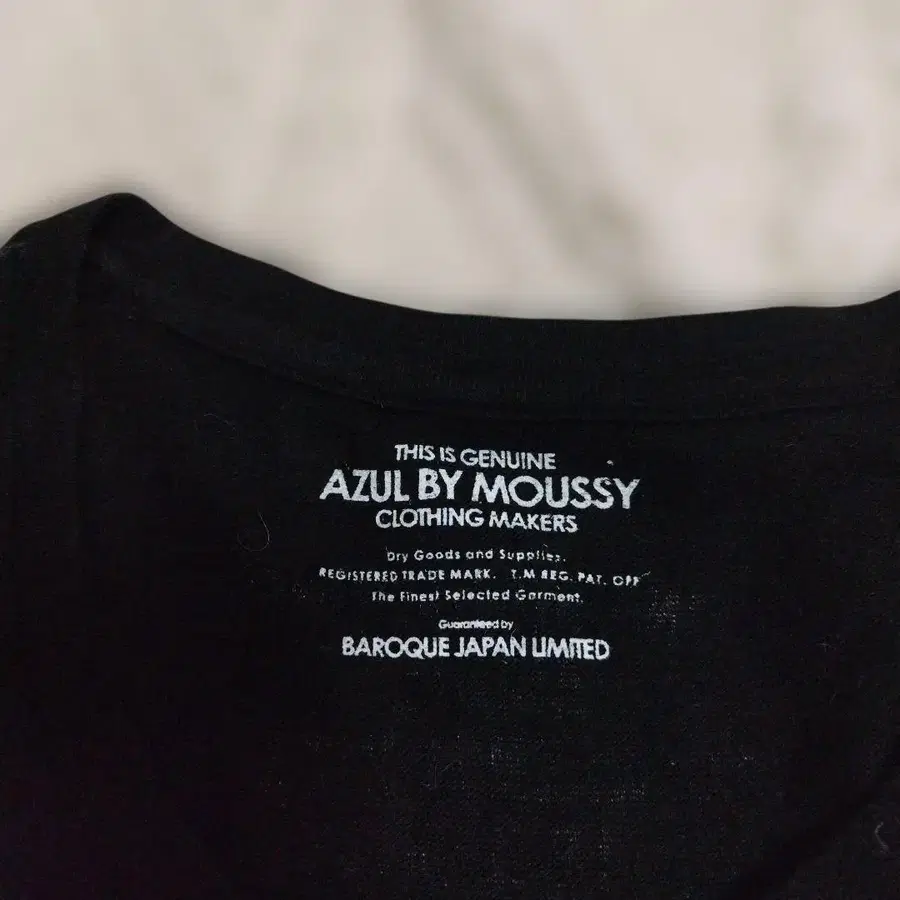 THIS IS GENUINE
AZUL BY MOUSSY
CLOTHING MAKERS
Dry Goods and Supplies.
REGISTERED TRADE MARK. T.M REG. PAT. OFF
The Finest Selected Garment.
Guaranteed by
BAROQUE JAPAN LIMITED